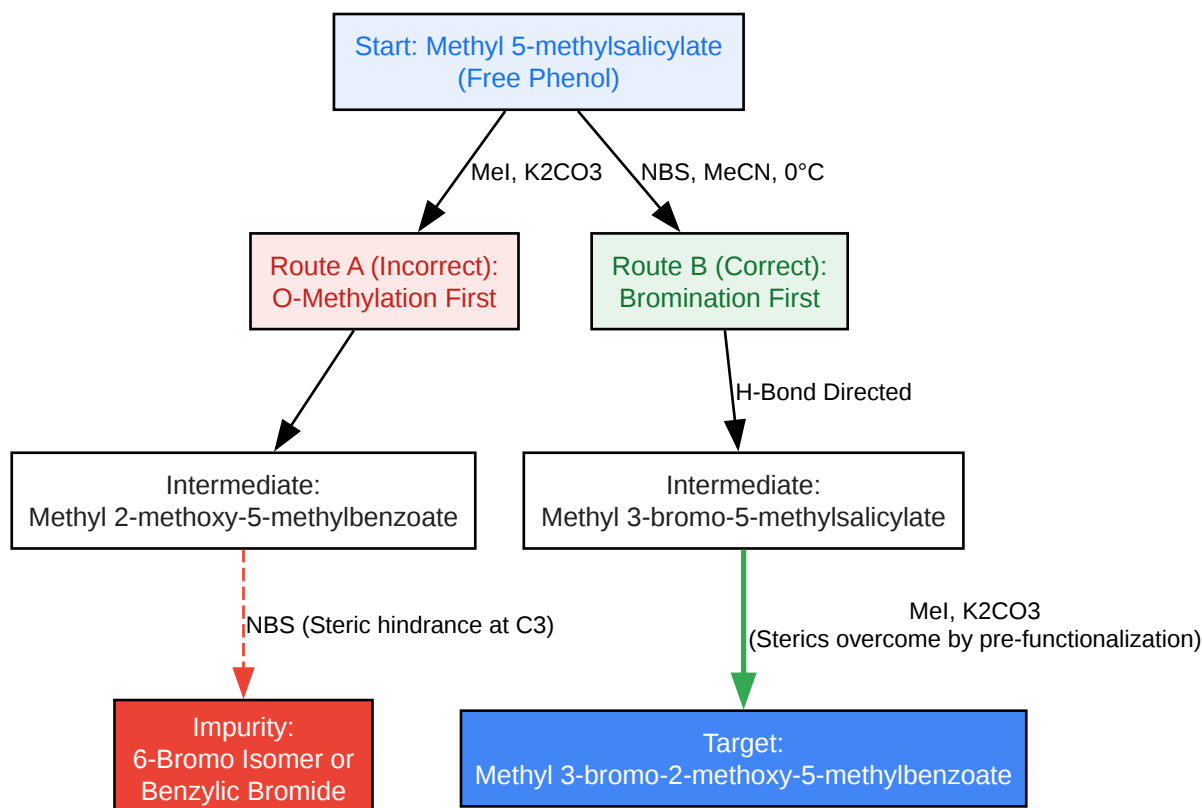 Start: Methyl 5-methylsalicylate
(Free Phenol)
MeI, K2CO3
NBS, MeCN, 0°C
Route A (Incorrect):
O-Methylation First
Route B (Correct):
Bromination First
H-Bond Directed
Intermediate:
Methyl 2-methoxy-5-methylbenzoate
Intermediate:
Methyl 3-bromo-5-methylsalicylate
NBS (Steric hindrance at C3)
MeI, K2CO3
(Sterics overcome by pre-functionalization)
Impurity:
6-Bromo Isomer or
Benzylic Bromide
Target:
Methyl 3-bromo-2-methoxy-5-methylbenzoate